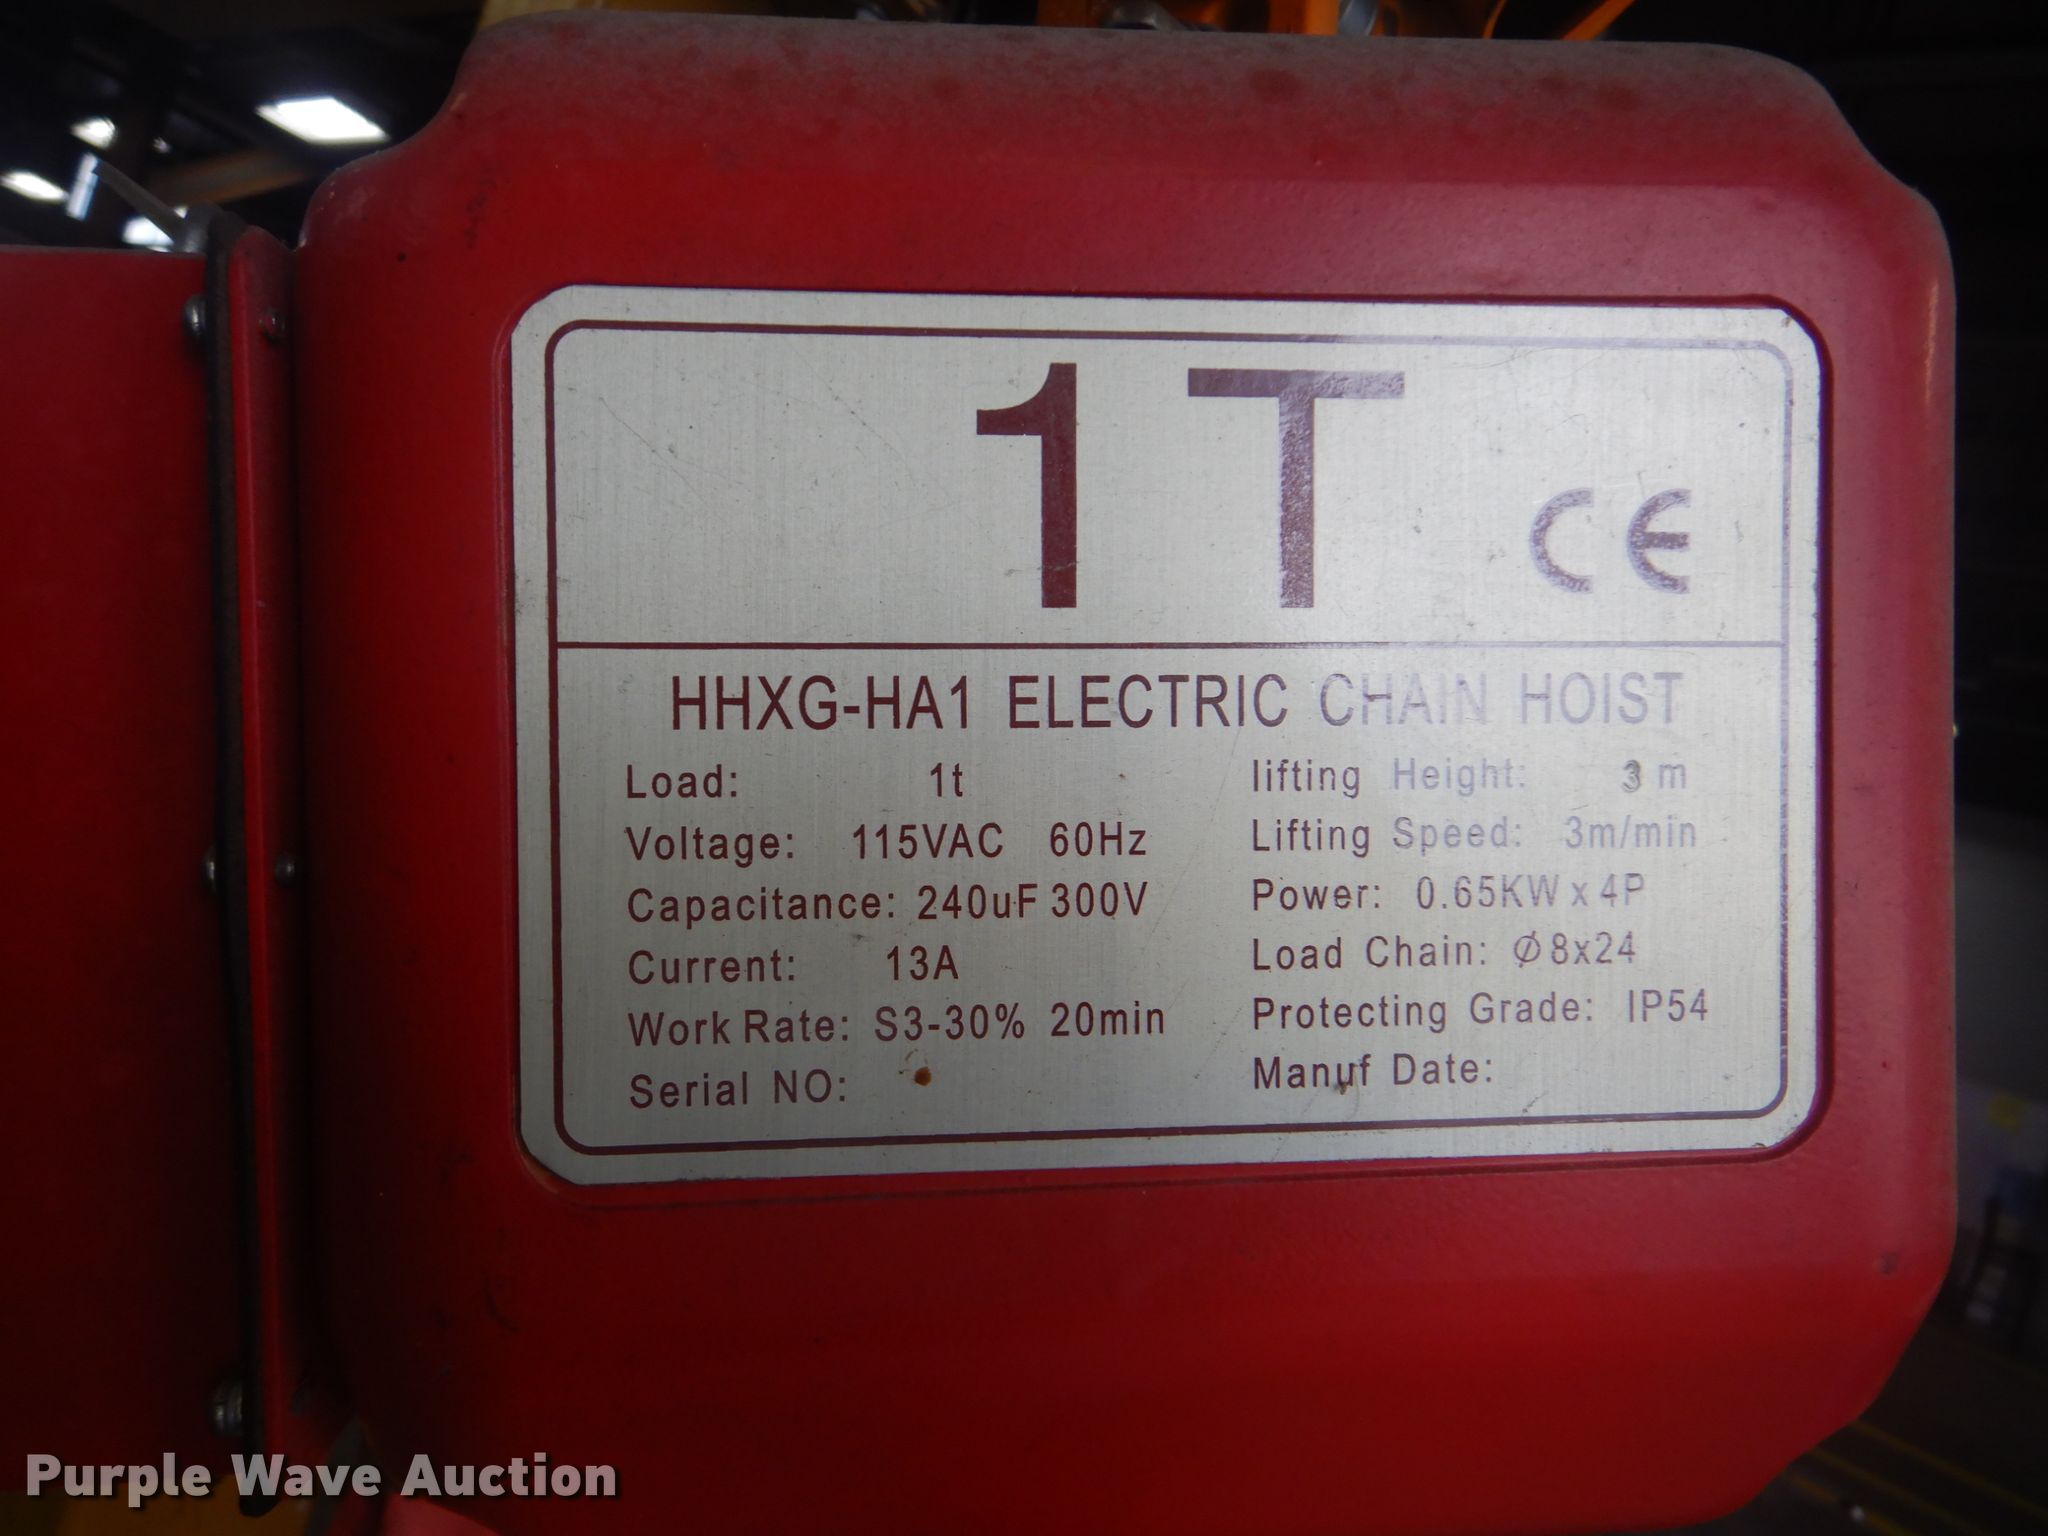 1T CE
HHXG-HA1 ELECTRIC CHAIN HOIST
Load: 1t
Voltage: 115VAC 60Hz
Capacitance: 240uF 300V
Current: 13A
Work Rate: S3-30% 20min
Serial NO:
lifting Height: 3 m
Lifting Speed: 3m/min
Power: 0.65KW x 4P
Load Chain: Ø8x24
Protecting Grade: IP54
Manuf Date:
Purple Wave Auction